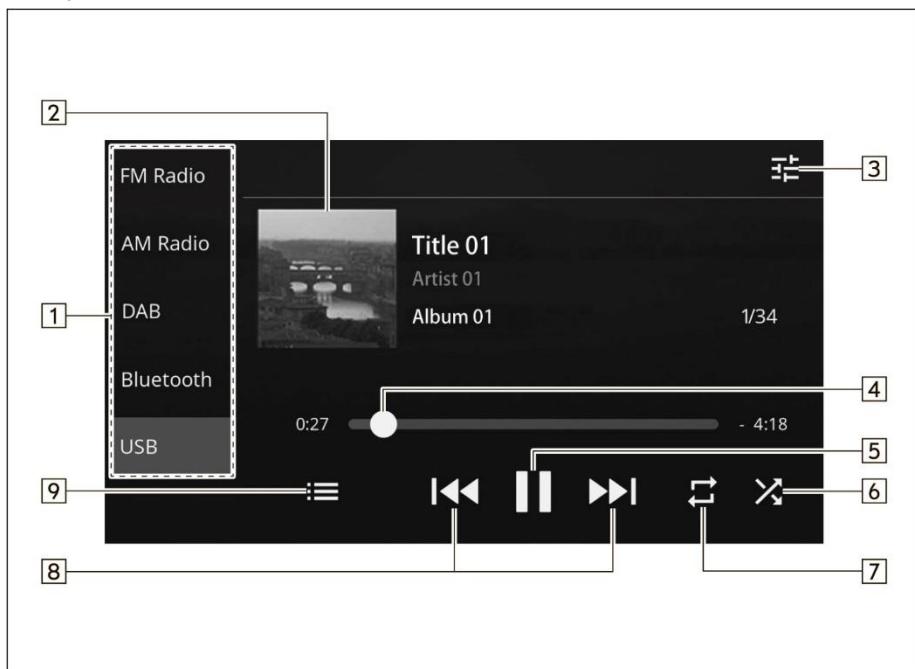 2
3
FM Radio
AM Radio
Title 01
Artist 01
1
DAB
Album 01
1/34
Bluetooth
4
0:27
- 4:18
USB
5
9
6
8
7